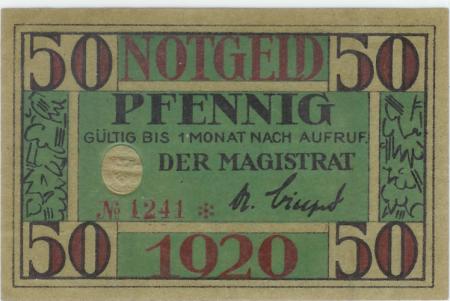 50 NOTGELD 50
PFENNIG
GÜLTIG BIS 1 MONAT NACH AUFRUF.
DER MAGISTRAT
№ 1241 *
50 1920 50